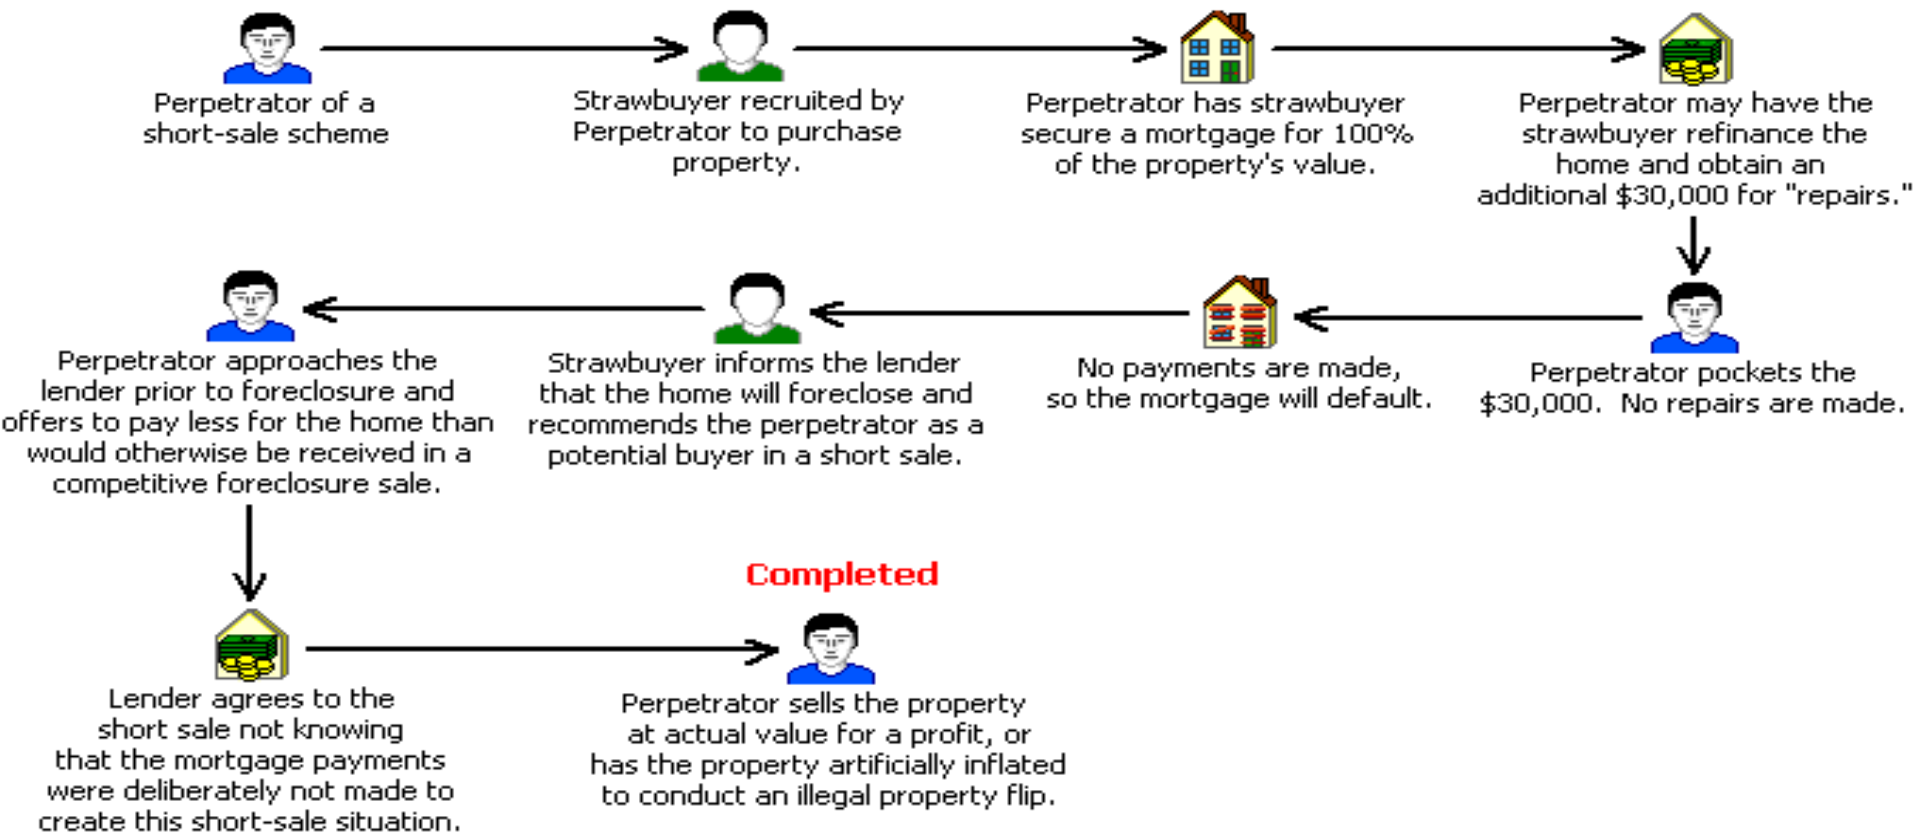 Perpetrator of a
short-sale scheme
Strawbuyer recruited by
Perpetrator to purchase
property.
Perpetrator has strawbuyer
secure a mortgage for 100%
of the property's value.
Perpetrator may have the
strawbuyer refinance the
home and obtain an
additional $30,000 for "repairs."
Perpetrator pockets the
$30,000.  No repairs are made.
No payments are made,
so the mortgage will default.
Strawbuyer informs the lender
that the home will foreclose and
recommends the perpetrator as a
potential buyer in a short sale.
Perpetrator approaches the
lender prior to foreclosure and
offers to pay less for the home than
would otherwise be received in a
competitive foreclosure sale.
Lender agrees to the
short sale not knowing
that the mortgage payments
were deliberately not made to
create this short-sale situation.
Completed
Perpetrator sells the property
at actual value for a profit, or
has the property artificially inflated
to conduct an illegal property flip.